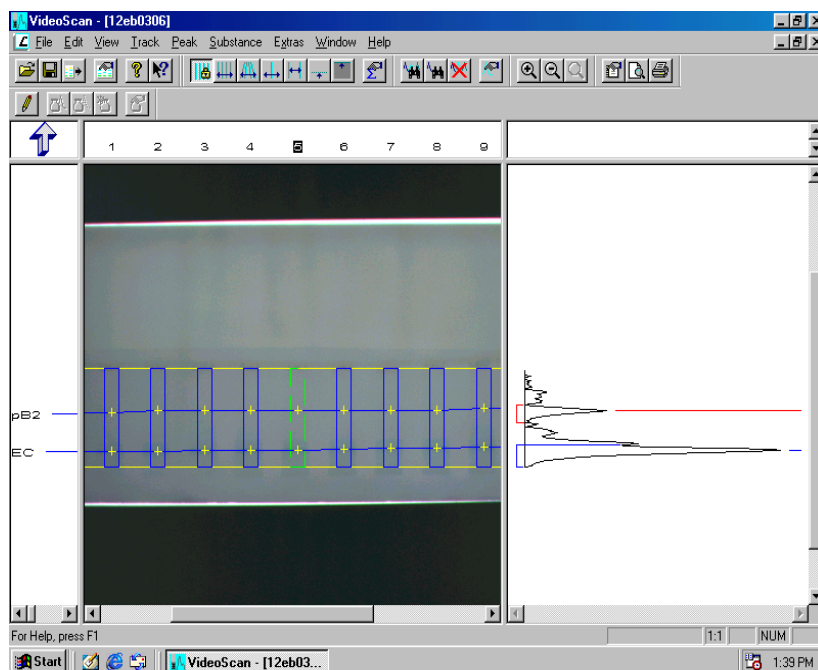 VideoScan - [12eb0306]
File Edit View Track Peak Substance Extras Window Help
1 2 3 4 5 6 7 8 9
pB2
EC
For Help, press F1 1:1 NUM
Start VideoScan - [12eb03... 1:39 PM